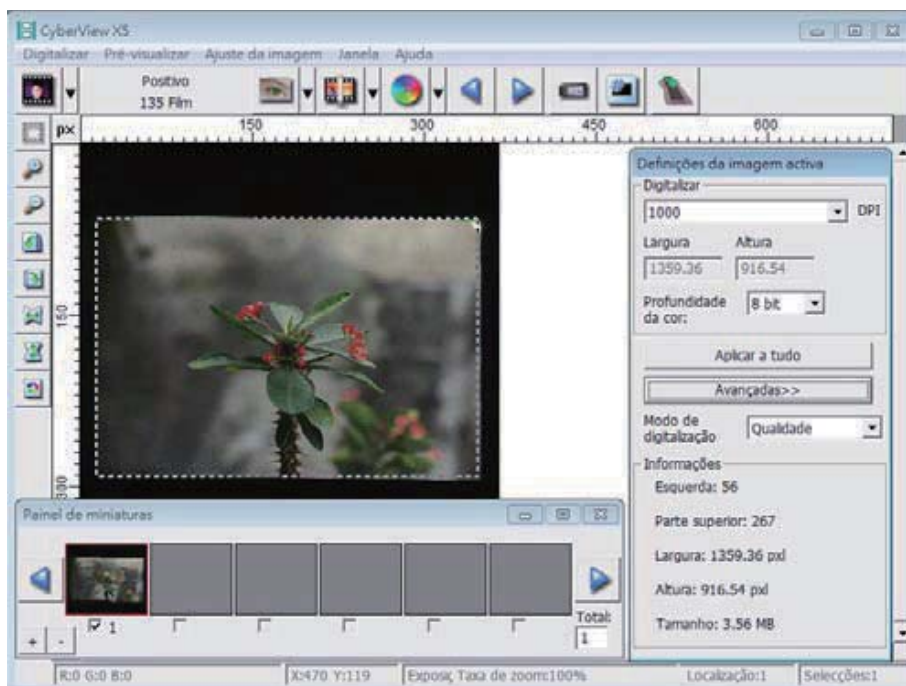 CyberView X5
Digitalizar Pré-visualizar Ajuste da imagem Janela Ajuda
Positivo
135 Film
px 150 300 450 600
150
300
Definições da imagem activa
Digitalizar
1000 DPI
Largura Altura
1359.36 916.54
Profundidade 8 bit
da cor:
Aplicar a tudo
Avançadas>>
Modo de Qualidade
digitalização
Informações
Esquerda: 56
Parte superior: 267
Largura: 1359.36 pxl
Altura: 916.54 pxl
Tamanho: 3.56 MB
Painel de miniaturas
1
Total:
1
+ -
R:0 G:0 B:0 X:470 Y:119 Exposiç Taxa de zoom:100% Localização:1 Selecções:1